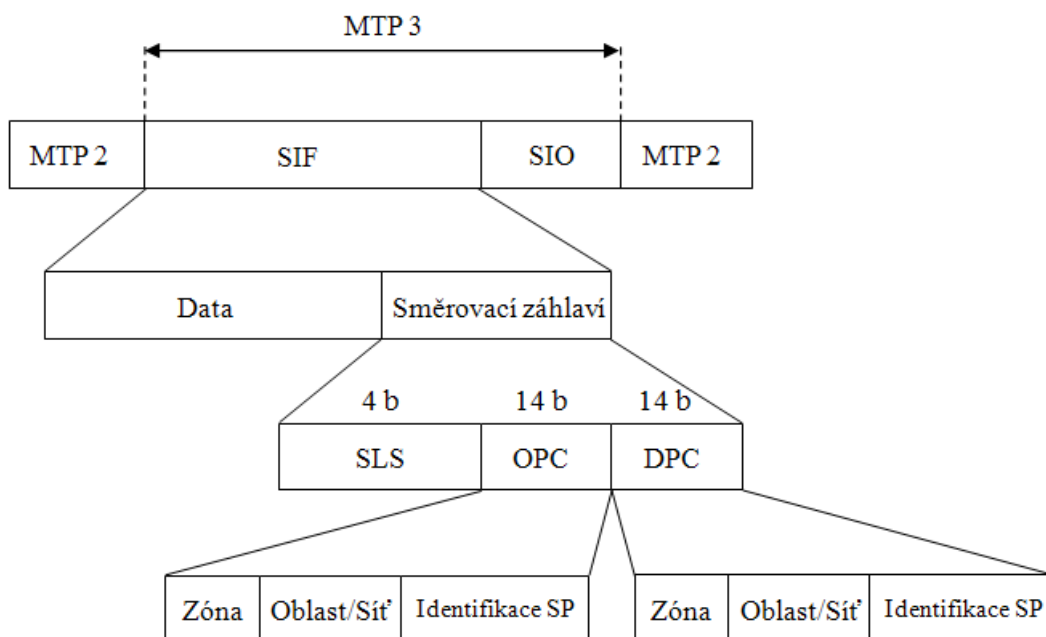 MTP 3
MTP 2 SIF SIO MTP 2
Data Směrovací záhlaví
4 b 14 b 14 b
SLS OPC DPC
Zóna Oblast/Síť Identifikace SP Zóna Oblast/Síť Identifikace SP